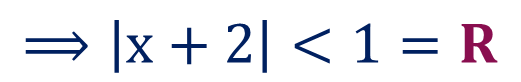 ⟹ |x + 2| < 1 = R